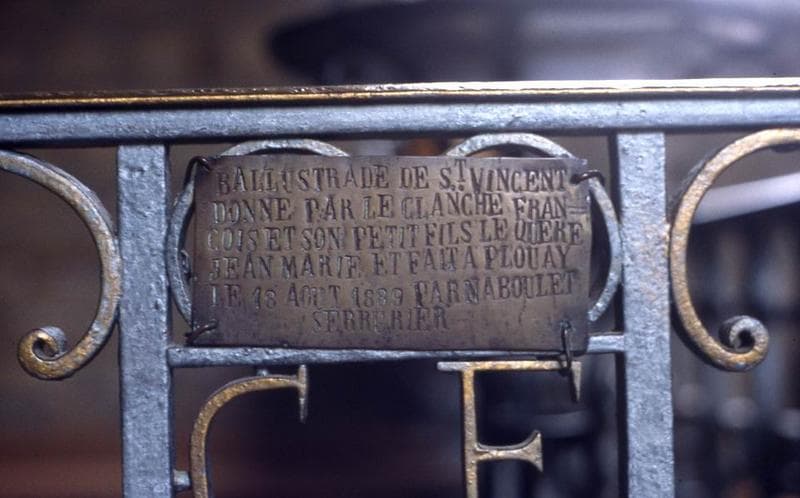 BALLUSTRADE DE S.T VINCENT
DONNE PAR LE CLANCHE FRAN-
COIS ET SON PETIT FILS LE QUERE
JEAN MARIE ET FAIT A PLOUAY
LE 18 AOUT 1889 PAR NABOULET
SERRURIER
C F